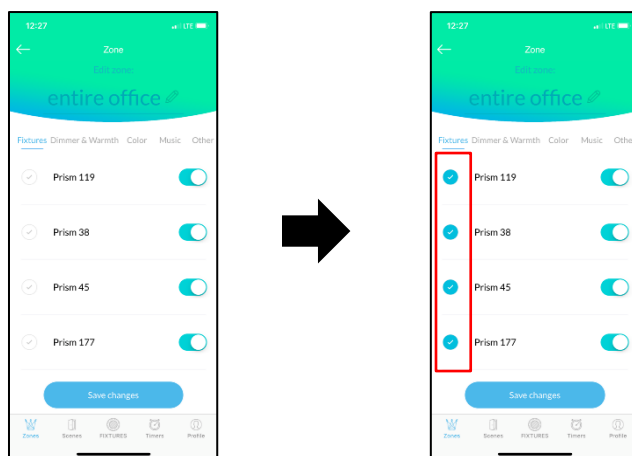 12:27
LTE
Zone
Edit zone:
entire office
Fixtures Dimmer & Warmth Color Music Other
Prism 119
Prism 38
Prism 45
Prism 177
Save changes
Zones Scenes FIXTURES Timers Profile
12:27
LTE
Zone
Edit zone:
entire office
Fixtures Dimmer & Warmth Color Music Othe
Prism 119
Prism 38
Prism 45
Prism 177
Save changes
Zones Scenes FIXTURES Timers Profile